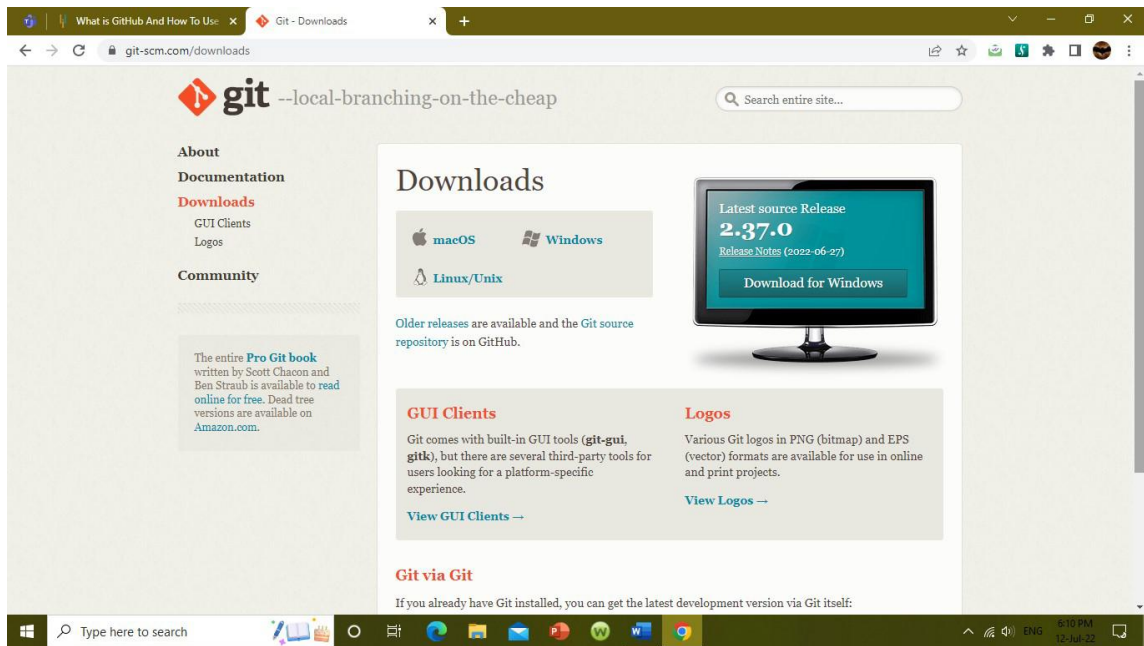 What is GitHub And How To Use
Git - Downloads
git-scm.com/downloads
git --local-branching-on-the-cheap
Search entire site...
About
Documentation
Downloads
GUI Clients
Logos
Community
The entire Pro Git book
written by Scott Chacon and
Ben Straub is available to read
online for free. Dead tree
versions are available on
Amazon.com.
Downloads
macOS
Windows
Linux/Unix
Older releases are available and the Git source
repository is on GitHub.
Latest source Release
2.37.0
Release Notes (2022-06-27)
Download for Windows
GUI Clients
Git comes with built-in GUI tools (git-gui,
gitk), but there are several third-party tools for
users looking for a platform-specific
experience.
View GUI Clients →
Logos
Various Git logos in PNG (bitmap) and EPS
(vector) formats are available for use in online
and print projects.
View Logos →
Git via Git
If you already have Git installed, you can get the latest development version via Git itself:
Type here to search
ENG
6:10 PM
12-Jul-22